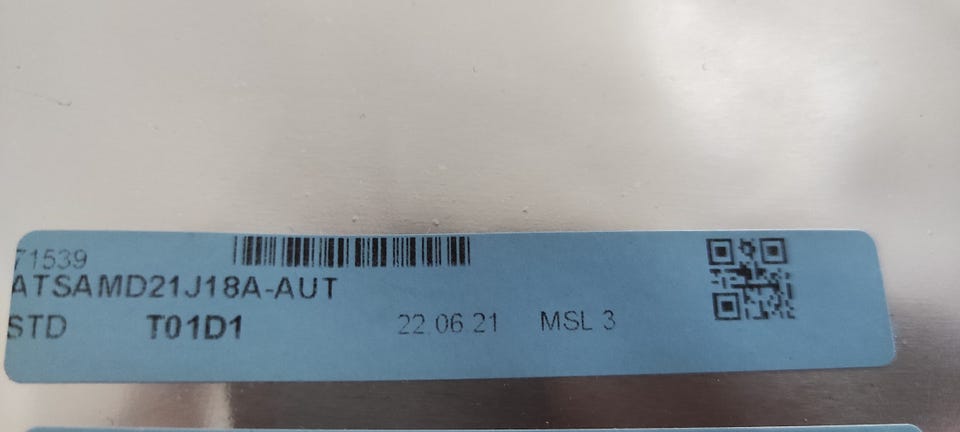 71539
ATSAMD21J18A-AUT
STD T01D1 22.06.21 MSL 3